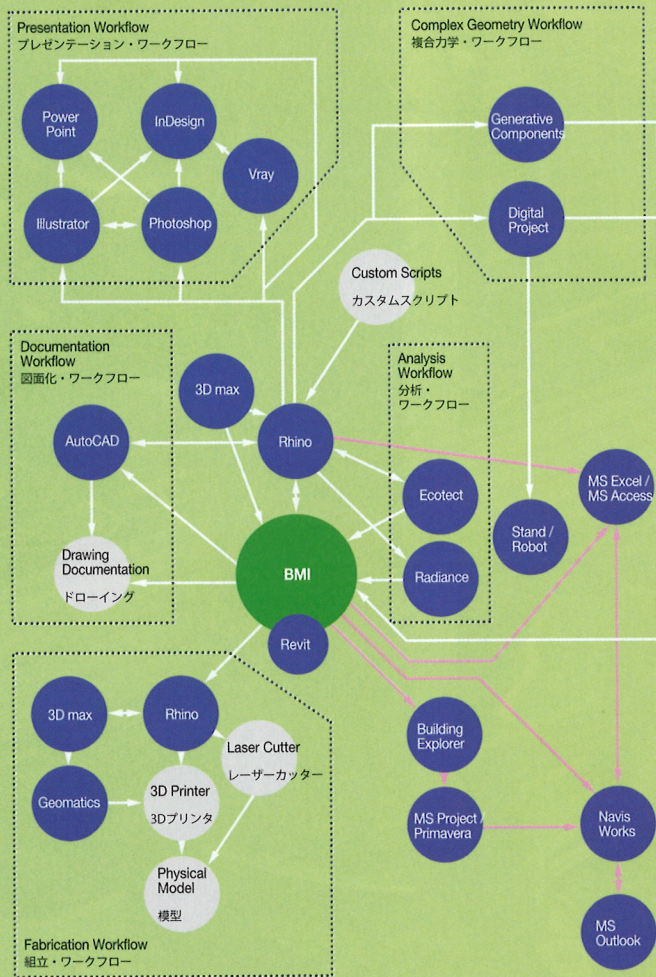 Presentation Workflow
プレゼンテーション・ワークフロー
Power
Point
InDesign
Vray
Illustrator
Photoshop
Complex Geometry Workflow
複合力学・ワークフロー
Generative
Components
Digital
Project
Custom Scripts
カスタムスクリプト
Documentation
Workflow
図面化・ワークフロー
AutoCAD
Drawing
Documentation
ドローイング
3D max
Rhino
Analysis
Workflow
分析・
ワークフロー
Ecotect
Radiance
MS Excel /
MS Access
Stand /
Robot
BMI
Revit
3D max
Rhino
Laser Cutter
レーザーカッター
Geomatics
3D Printer
3Dプリンタ
Physical
Model
模型
Fabrication Workflow
組立・ワークフロー
Building
Explorer
MS Project /
Primavera
Navis
Works
MS
Outlook